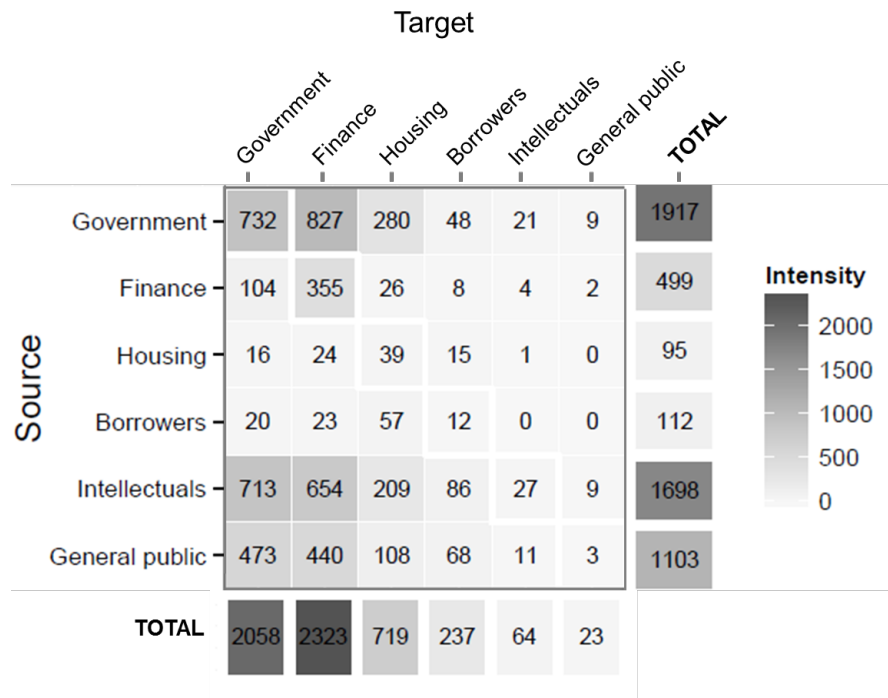 Target
Government Finance Housing Borrowers Intellectuals General public TOTAL
Source
Government 732 827 280 48 21 9 1917
Finance 104 355 26 8 4 2 499
Housing 16 24 39 15 1 0 95
Borrowers 20 23 57 12 0 0 112
Intellectuals 713 654 209 86 27 9 1698
General public 473 440 108 68 11 3 1103
TOTAL 2058 2323 719 237 64 23
Intensity
2000
1500
1000
500
0